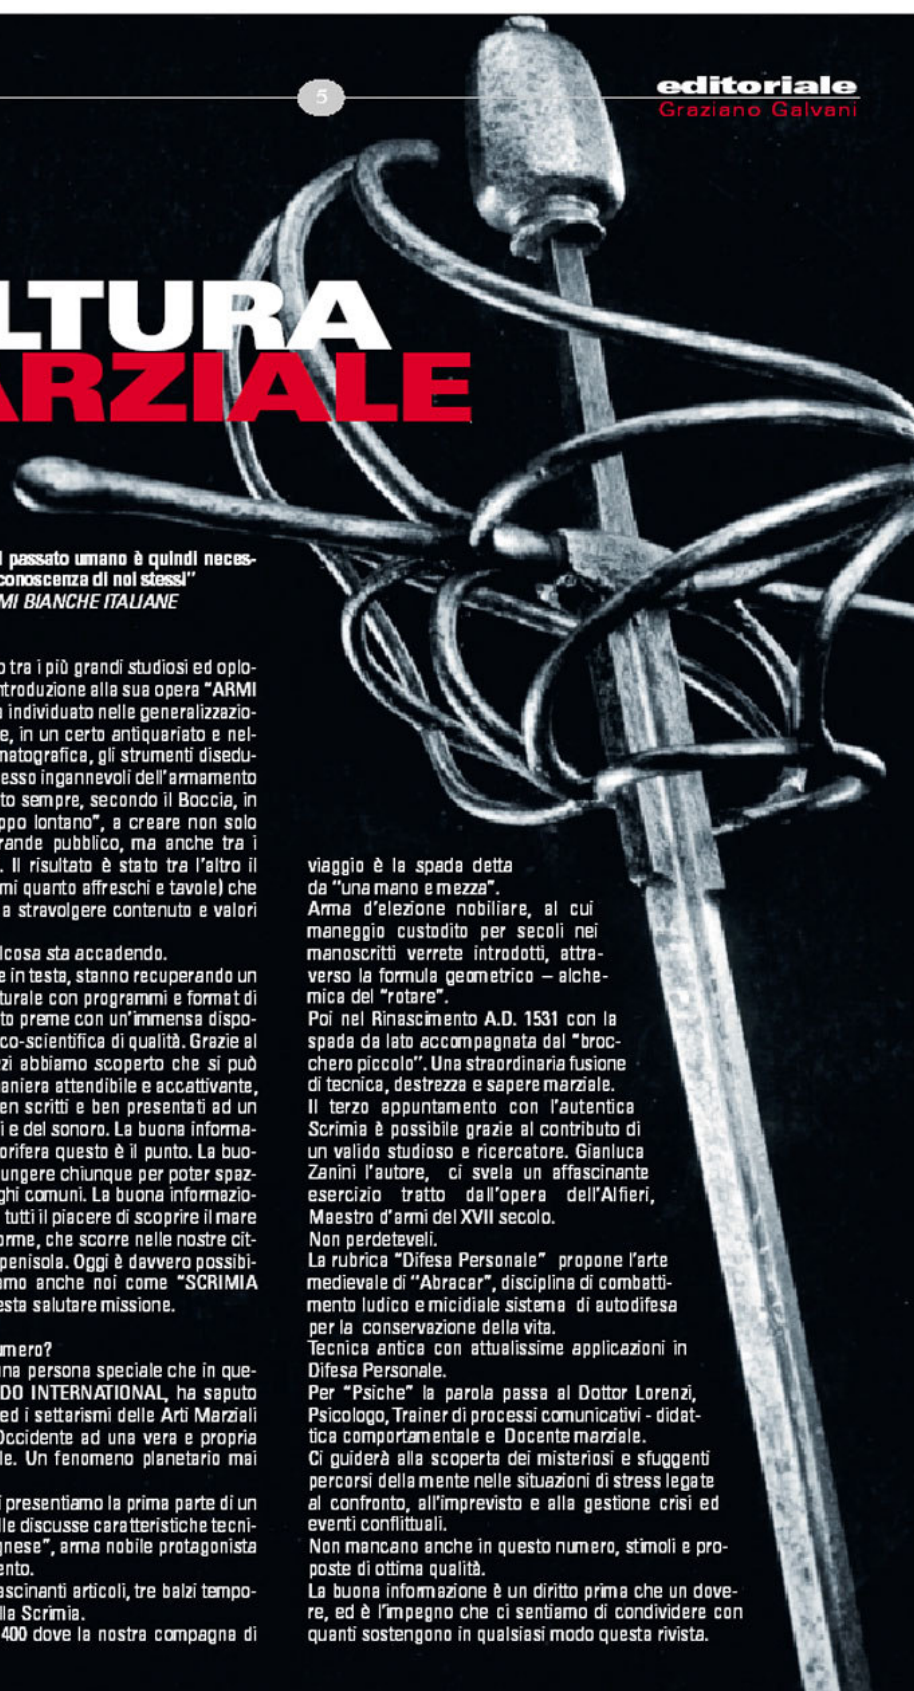 5
editoriale
Graziano Galvani
LTURA
ARZIALE
passato umano è quindi neces-
conoscenza di noi stessi"
MI BIANCHE ITALIANE
o tra i più grandi studiosi ed oplo-
ntroduzione alla sua opera "ARMI
a individuato nelle generalizzazio-
e, in un certo antiquariato e nel-
matografica, gli strumenti disedu-
esso ingannevoli dell'armamento
to sempre, secondo il Boccia, in
ppo lontano", a creare non solo
rande pubblico, ma anche tra i
. Il risultato è stato tra l'altro il
mi quanto affreschi e tavole) che
a stravolgere contenuto e valori
lcosa sta accadendo.
e in testa, stanno recuperando un
turale con programmi e format di
to preme con un'immensa dispo-
co-scientifica di qualità. Grazie al
zi abbiamo scoperto che si può
aniera attendibile e accattivante,
en scritti e ben presentati ad un
i e del sonoro. La buona informa-
orifera questo è il punto. La buo-
ungere chiunque per poter spaz-
ghi comuni. La buona informazio-
tutti il piacere di scoprire il mare
orme, che scorre nelle nostre cit-
penisola. Oggi è davvero possibi-
mo anche noi come "SCRIMIA
esta salutare missione.
umero?
una persona speciale che in que-
DO INTERNATIONAL, ha saputo
ed i settarismi delle Arti Marziali
Occidente ad una vera e propria
le. Un fenomeno planetario mai
i presentiamo la prima parte di un
lle discusse caratteristiche tecni-
gnese", arma nobile protagonista
ento.
ascinanti articoli, tre balzi tempo-
lla Scrimia.
400 dove la nostra compagna di
viaggio è la spada detta
da "una mano e mezza".
Arma d'elezione nobiliare, al cui
maneggio custodito per secoli nei
manoscritti verrete introdotti, attra-
verso la formula geometrico – alche-
mica del "rotare".
Poi nel Rinascimento A.D. 1531 con la
spada da lato accompagnata dal "broc-
chero piccolo". Una straordinaria fusione
di tecnica, destrezza e sapere marziale.
Il terzo appuntamento con l'autentica
Scrimia è possibile grazie al contributo di
un valido studioso e ricercatore. Gianluca
Zanini l'autore, ci svela un affascinante
esercizio tratto dall'opera dell'Alfieri,
Maestro d'armi del XVII secolo.
Non perdeteveli.
La rubrica "Difesa Personale" propone l'arte
medievale di "Abracar", disciplina di combatti-
mento ludico e micidiale sistema di autodifesa
per la conservazione della vita.
Tecnica antica con attualissime applicazioni in
Difesa Personale.
Per "Psiche" la parola passa al Dottor Lorenzi,
Psicologo, Trainer di processi comunicativi - didat-
tica comportamentale e Docente marziale.
Ci guiderà alla scoperta dei misteriosi e sfuggenti
percorsi della mente nelle situazioni di stress legate
al confronto, all'imprevisto e alla gestione crisi ed
eventi conflittuali.
Non mancano anche in questo numero, stimoli e pro-
poste di ottima qualità.
La buona informazione è un diritto prima che un dove-
re, ed è l'impegno che ci sentiamo di condividere con
quanti sostengono in qualsiasi modo questa rivista.